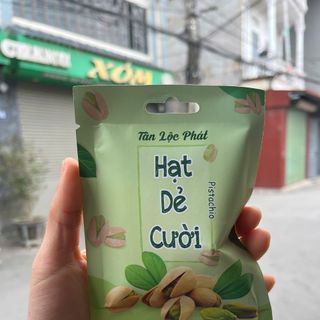 XÓM
Tân Lộc Phát
Hạt
Dẻ
Cười
Pistachio